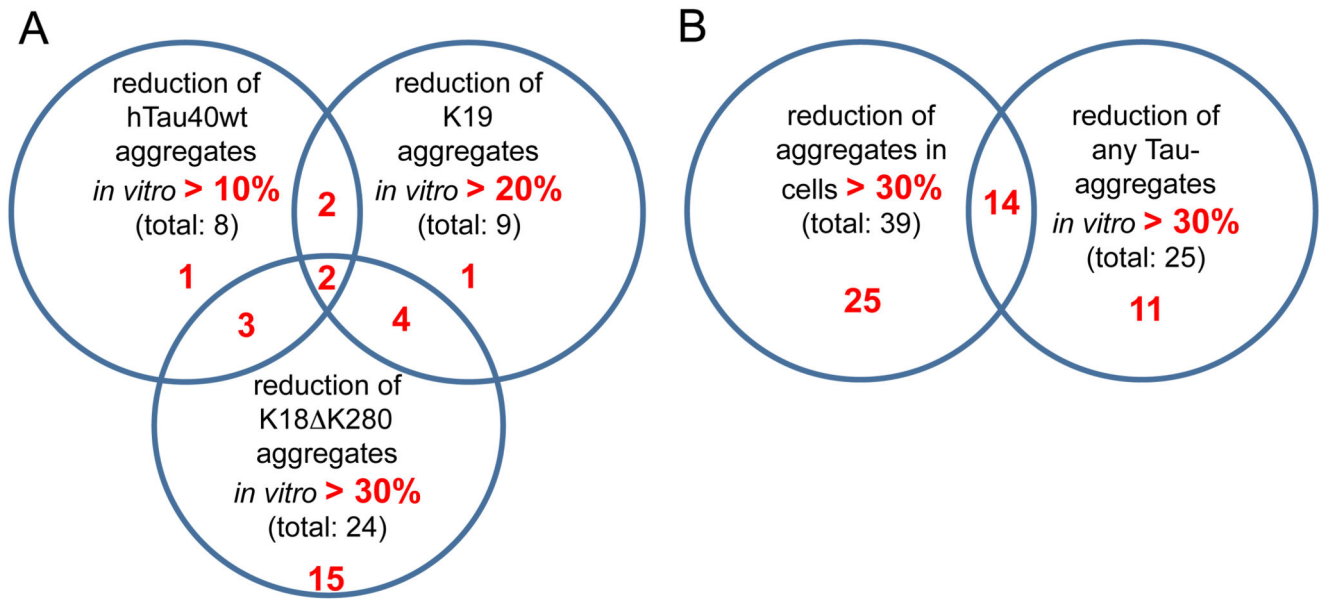 A
reduction of
hTau40wt
aggregates
in vitro > 10%
(total: 8)
1
2
reduction of
K19
aggregates
in vitro > 20%
(total: 9)
1
2
3
4
reduction of
K18ΔK280
aggregates
in vitro > 30%
(total: 24)
15
B
reduction of
aggregates in
cells > 30%
(total: 39)
25
14
reduction of
any Tau-
aggregates
in vitro > 30%
(total: 25)
11